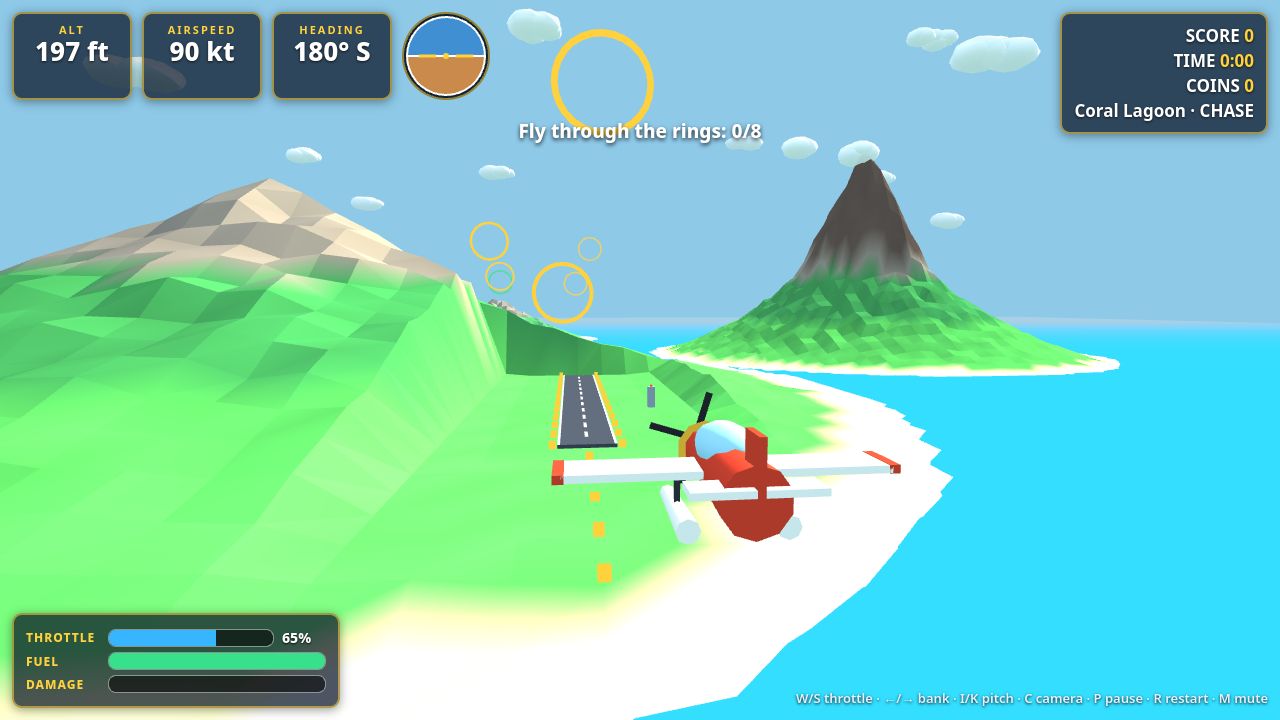 ALT
197 ft
AIRSPEED
90 kt
HEADING
180° S
SCORE 0
TIME 0:00
COINS 0
Coral Lagoon · CHASE
Fly through the rings: 0/8
THROTTLE 65%
FUEL
DAMAGE
W/S throttle · ←/→ bank · I/K pitch · C camera · P pause · R restart · M mute